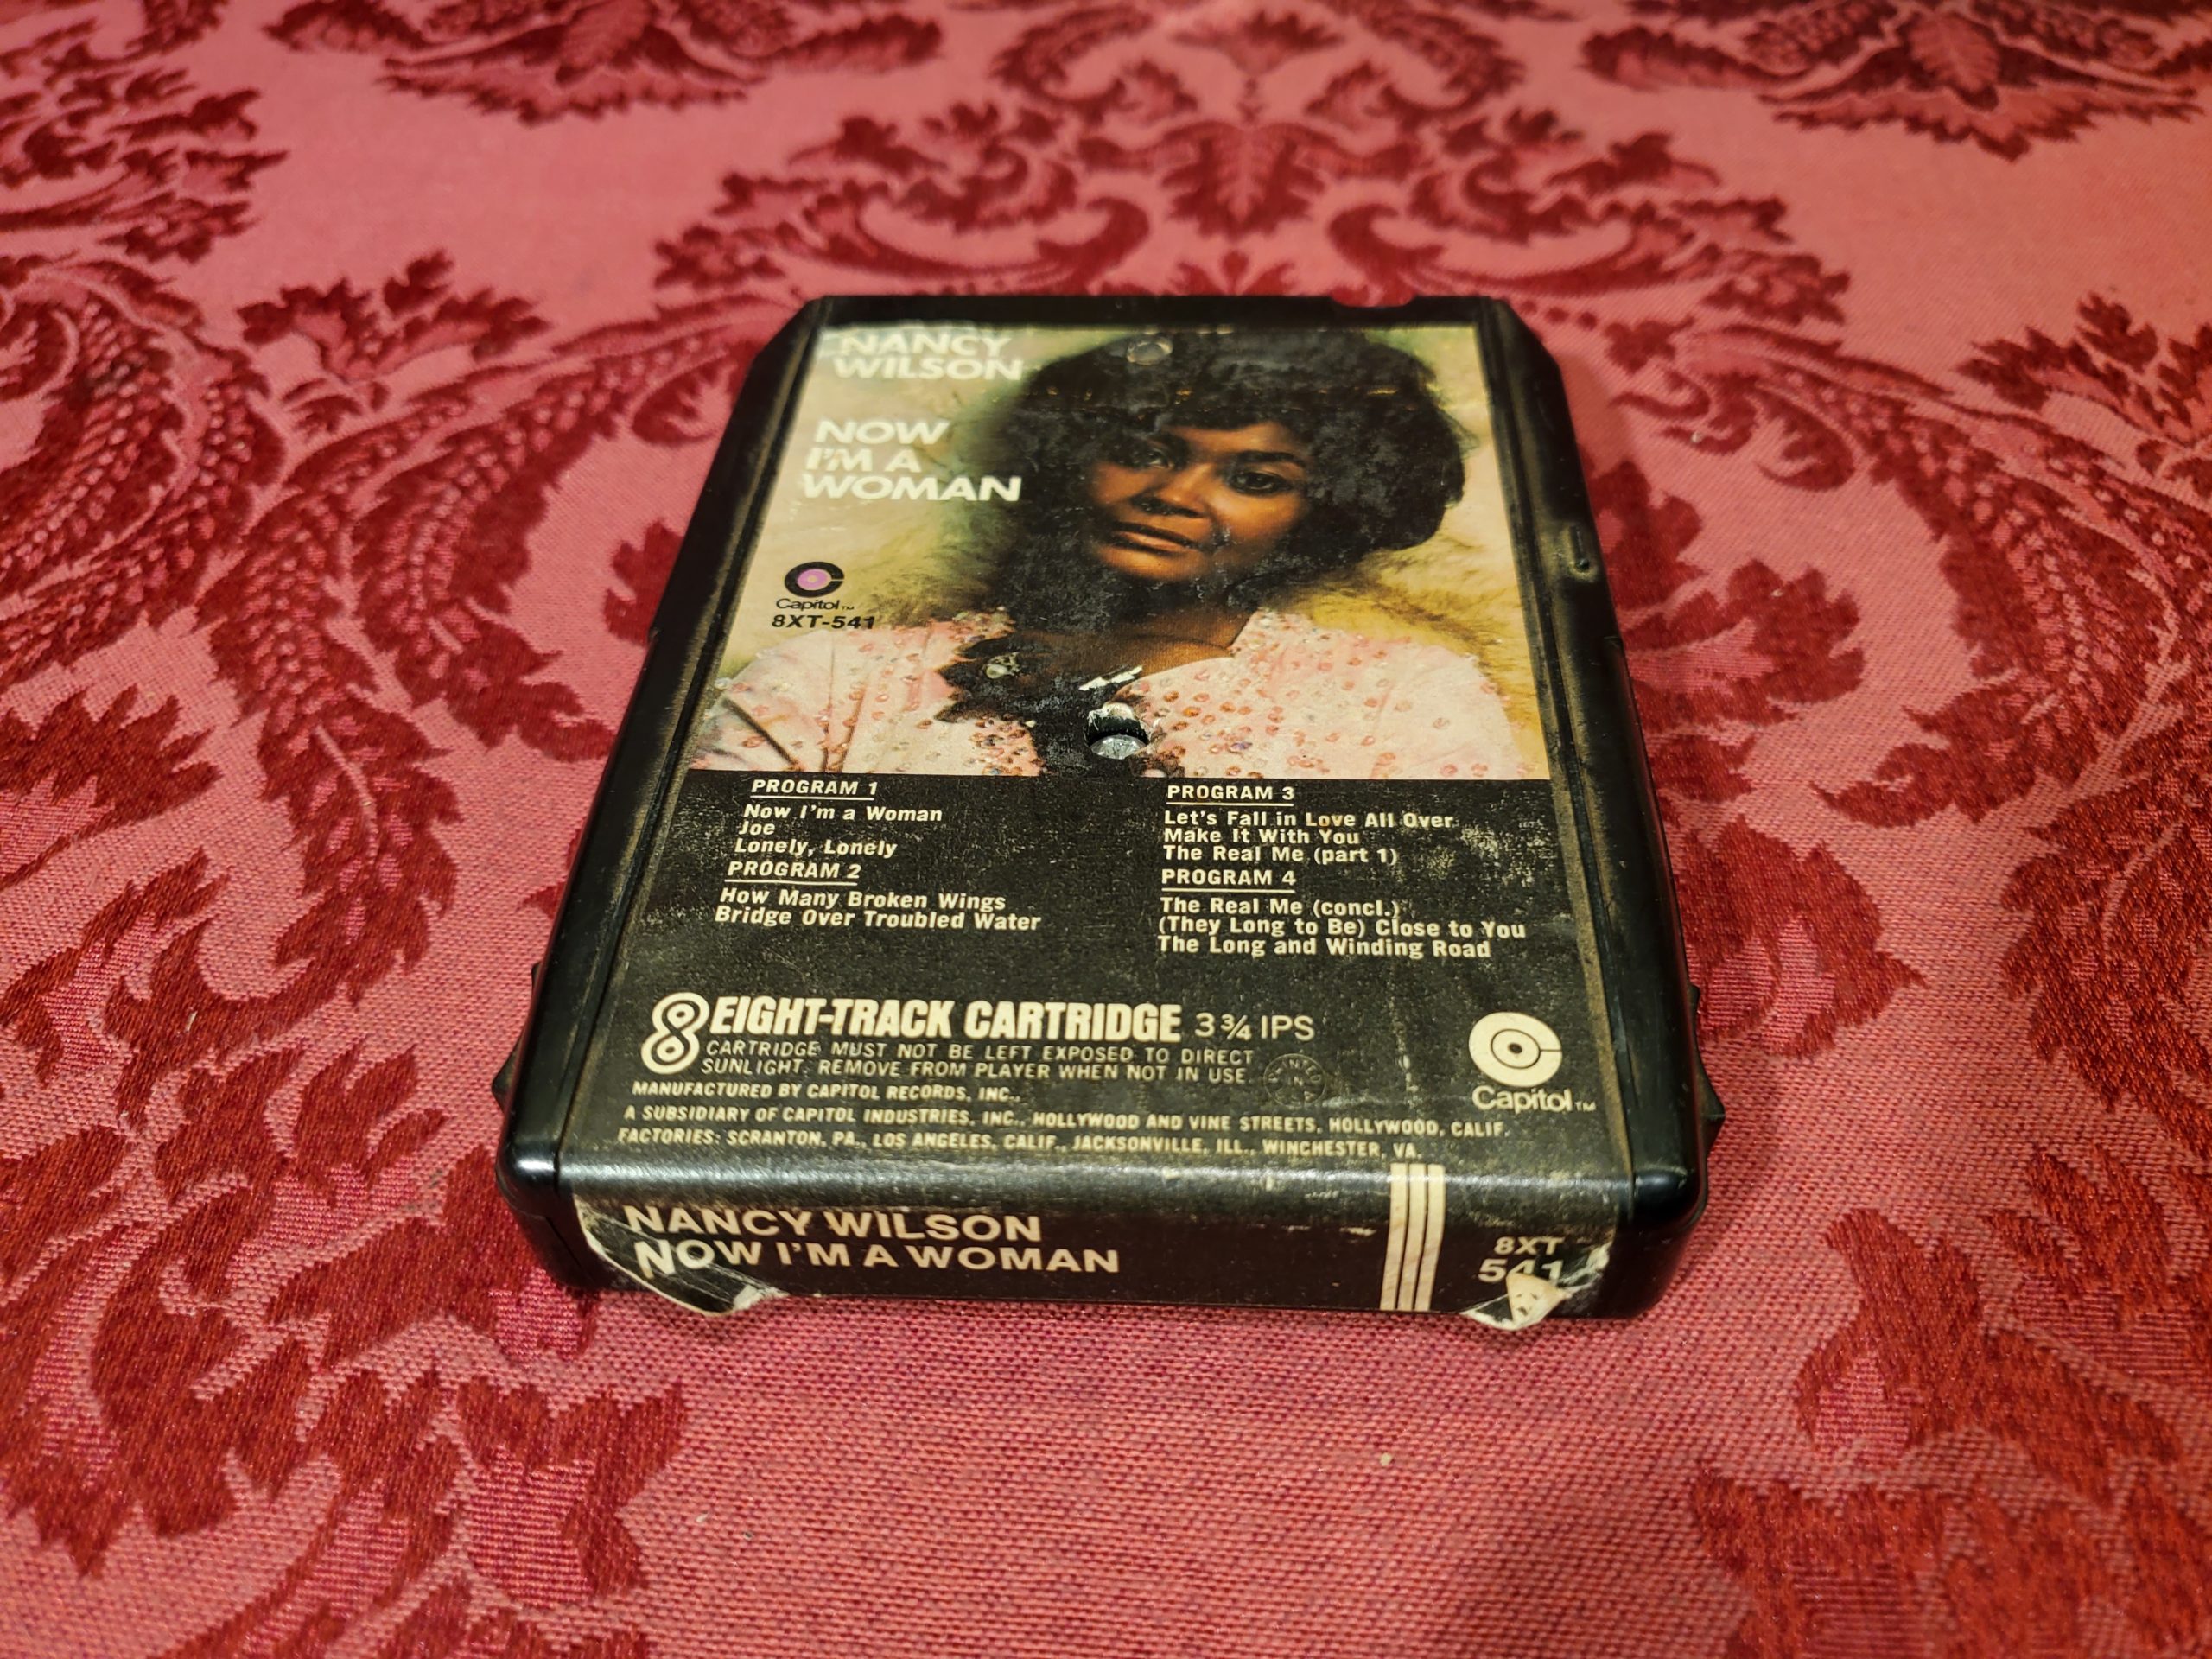 NANCY
WILSON
NOW
I'M A
WOMAN
Capitol™
8XT-541
PROGRAM 1
Now I'm a Woman
Joe
Lonely, Lonely
PROGRAM 2
How Many Broken Wings
Bridge Over Troubled Water
PROGRAM 3
Let's Fall in Love All Over
Make It With You
The Real Me (part 1)
PROGRAM 4
The Real Me (concl.)
(They Long to Be) Close to You
The Long and Winding Road
8 EIGHT-TRACK CARTRIDGE 3¾ IPS
CARTRIDGE MUST NOT BE LEFT EXPOSED TO DIRECT
SUNLIGHT. REMOVE FROM PLAYER WHEN NOT IN USE
MANUFACTURED BY CAPITOL RECORDS, INC.,
A SUBSIDIARY OF CAPITOL INDUSTRIES, INC., HOLLYWOOD AND VINE STREETS, HOLLYWOOD, CALIF.
FACTORIES: SCRANTON, PA., LOS ANGELES, CALIF., JACKSONVILLE, ILL., WINCHESTER, VA.
Capitol™
NANCY WILSON
NOW I'M A WOMAN
8XT
541